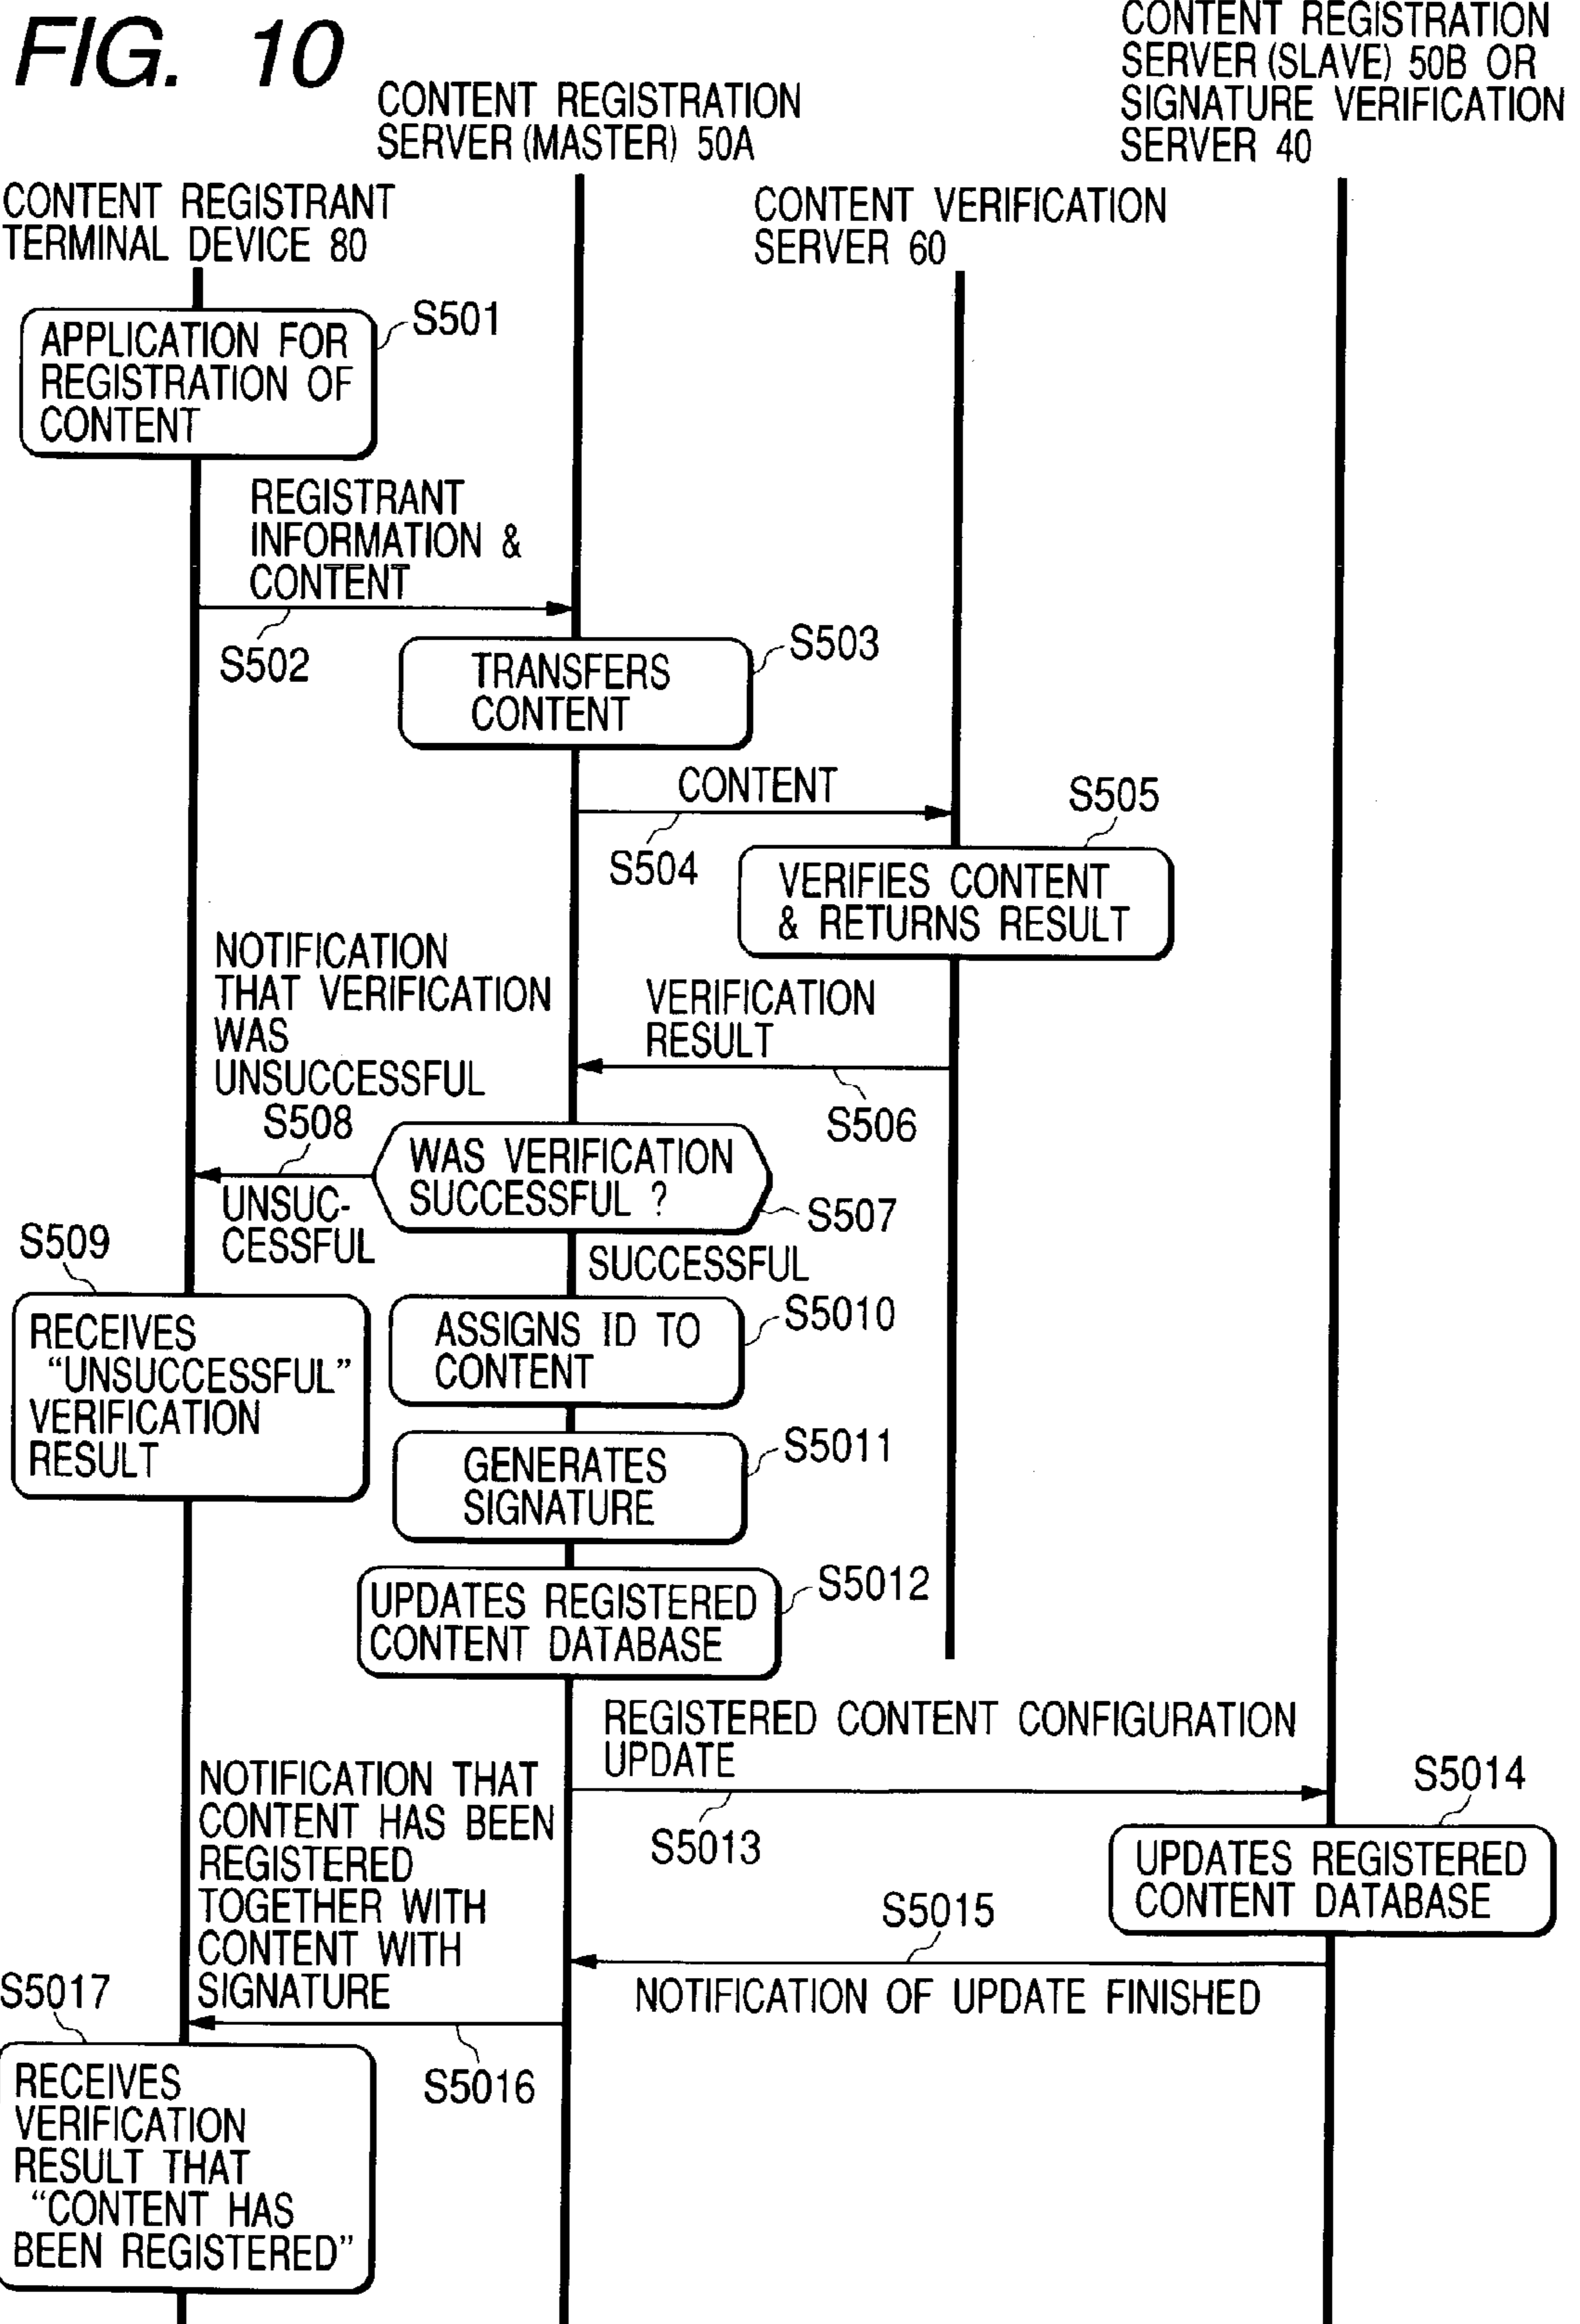 FIG. 10
CONTENT REGISTRATION
SERVER (SLAVE) 50B OR
SIGNATURE VERIFICATION
SERVER 40
CONTENT REGISTRATION
SERVER (MASTER) 50A
CONTENT REGISTRANT
TERMINAL DEVICE 80
CONTENT VERIFICATION
SERVER 60
S501
APPLICATION FOR
REGISTRATION OF
CONTENT
REGISTRANT
INFORMATION &
CONTENT
S502
S503
TRANSFERS
CONTENT
CONTENT
S504
S505
VERIFIES CONTENT
& RETURNS RESULT
NOTIFICATION
THAT VERIFICATION
WAS
UNSUCCESSFUL
VERIFICATION
RESULT
S506
S508
WAS VERIFICATION
SUCCESSFUL ?
S507
UNSUC-
CESSFUL
SUCCESSFUL
S509
RECEIVES
"UNSUCCESSFUL"
VERIFICATION
RESULT
S5010
ASSIGNS ID TO
CONTENT
S5011
GENERATES
SIGNATURE
S5012
UPDATES REGISTERED
CONTENT DATABASE
REGISTERED CONTENT CONFIGURATION
UPDATE
S5013
S5014
UPDATES REGISTERED
CONTENT DATABASE
NOTIFICATION THAT
CONTENT HAS BEEN
REGISTERED
TOGETHER WITH
CONTENT WITH
SIGNATURE
S5015
NOTIFICATION OF UPDATE FINISHED
S5016
S5017
RECEIVES
VERIFICATION
RESULT THAT
"CONTENT HAS
BEEN REGISTERED"